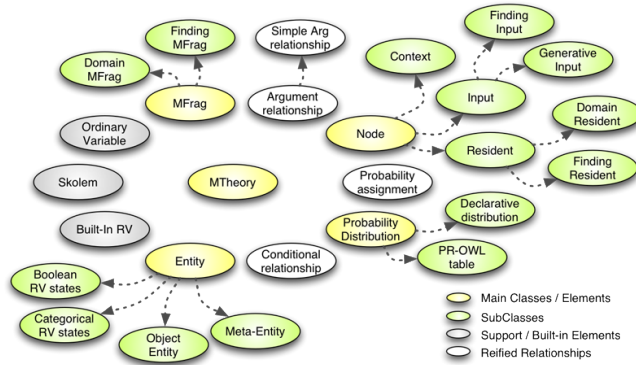 Finding
MFrag
Simple Arg
relationship
Finding
Input
Domain
MFrag
Context
Generative
Input
MFrag
Argument
relationship
Input
Domain
Resident
Ordinary
Variable
Node
Resident
Finding
Resident
Skolem
MTheory
Probability
assignment
Declarative
distribution
Built-In RV
Probability
Distribution
PR-OWL
table
Entity
Conditional
relationship
Boolean
RV states
Categorical
RV states
Object
Entity
Meta-Entity
Main Classes / Elements
SubClasses
Support / Built-in Elements
Reified Relationships